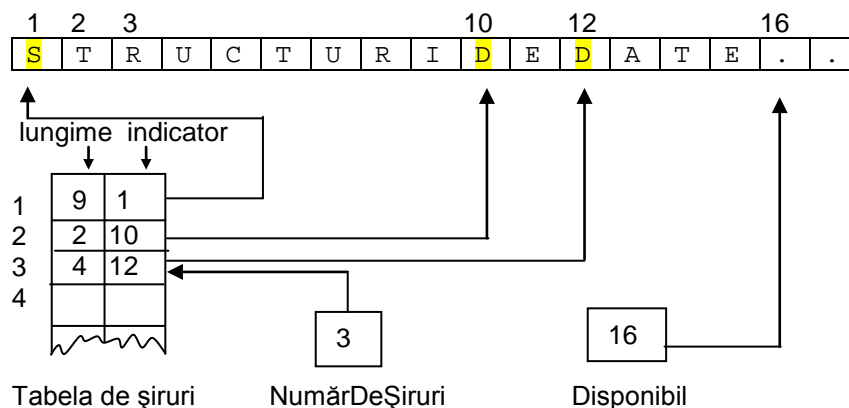 1 2 3 10 12 16
S T R U C T U R I D E D A T E . .
lungime indicator
1 9 1
2 2 10
3 4 12
4
3
16
Tabela de şiruri NumărDeŞiruri Disponibil